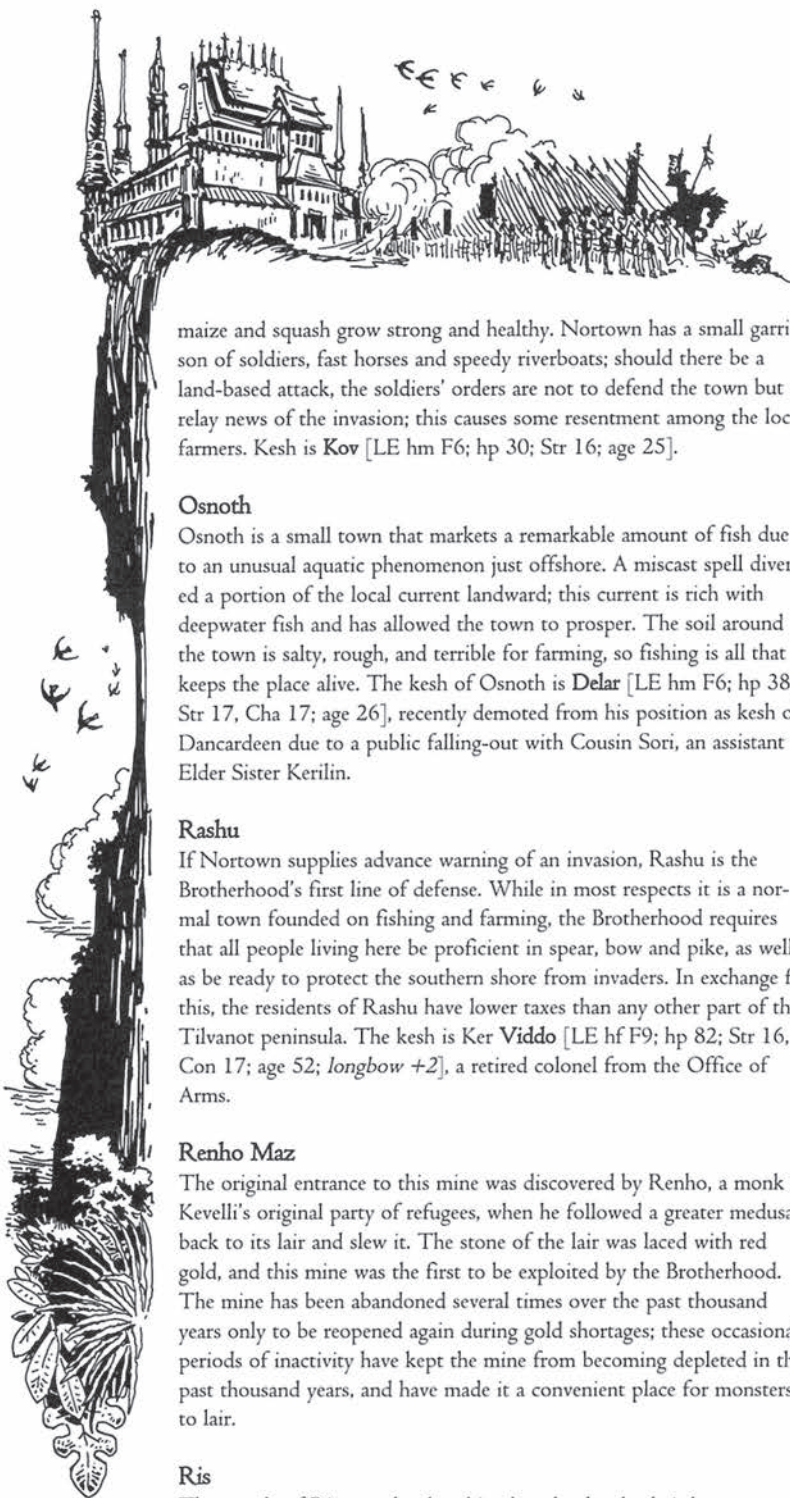 maize and squash grow strong and healthy. Nortown has a small garri
son of soldiers, fast horses and speedy riverboats; should there be a
land-based attack, the soldiers' orders are not to defend the town but
relay news of the invasion; this causes some resentment among the loc
farmers. Kesh is Kov [LE hm F6; hp 30; Str 16; age 25].
Osnoth
Osnoth is a small town that markets a remarkable amount of fish due
to an unusual aquatic phenomenon just offshore. A miscast spell diver
ed a portion of the local current landward; this current is rich with
deepwater fish and has allowed the town to prosper. The soil around
the town is salty, rough, and terrible for farming, so fishing is all that
keeps the place alive. The kesh of Osnoth is Delar [LE hm F6; hp 38
Str 17, Cha 17; age 26], recently demoted from his position as kesh
Dancardeen due to a public falling-out with Cousin Sori, an assistant
Elder Sister Kerilin.
Rashu
If Nortown supplies advance warning of an invasion, Rashu is the
Brotherhood's first line of defense. While in most respects it is a nor-
mal town founded on fishing and farming, the Brotherhood requires
that all people living here be proficient in spear, bow and pike, as well
as be ready to protect the southern shore from invaders. In exchange f
this, the residents of Rashu have lower taxes than any other part of th
Tilvanot peninsula. The kesh is Ker Viddo [LE hf F9; hp 82; Str 16,
Con 17; age 52; longbow +2], a retired colonel from the Office of
Arms.
Renho Maz
The original entrance to this mine was discovered by Renho, a monk
Kevelli's original party of refugees, when he followed a greater medusa
back to its lair and slew it. The stone of the lair was laced with red
gold, and this mine was the first to be exploited by the Brotherhood.
The mine has been abandoned several times over the past thousand
years only to be reopened again during gold shortages; these occasiona
periods of inactivity have kept the mine from becoming depleted in th
past thousand years, and have made it a convenient place for monsters
to lair.
Ris